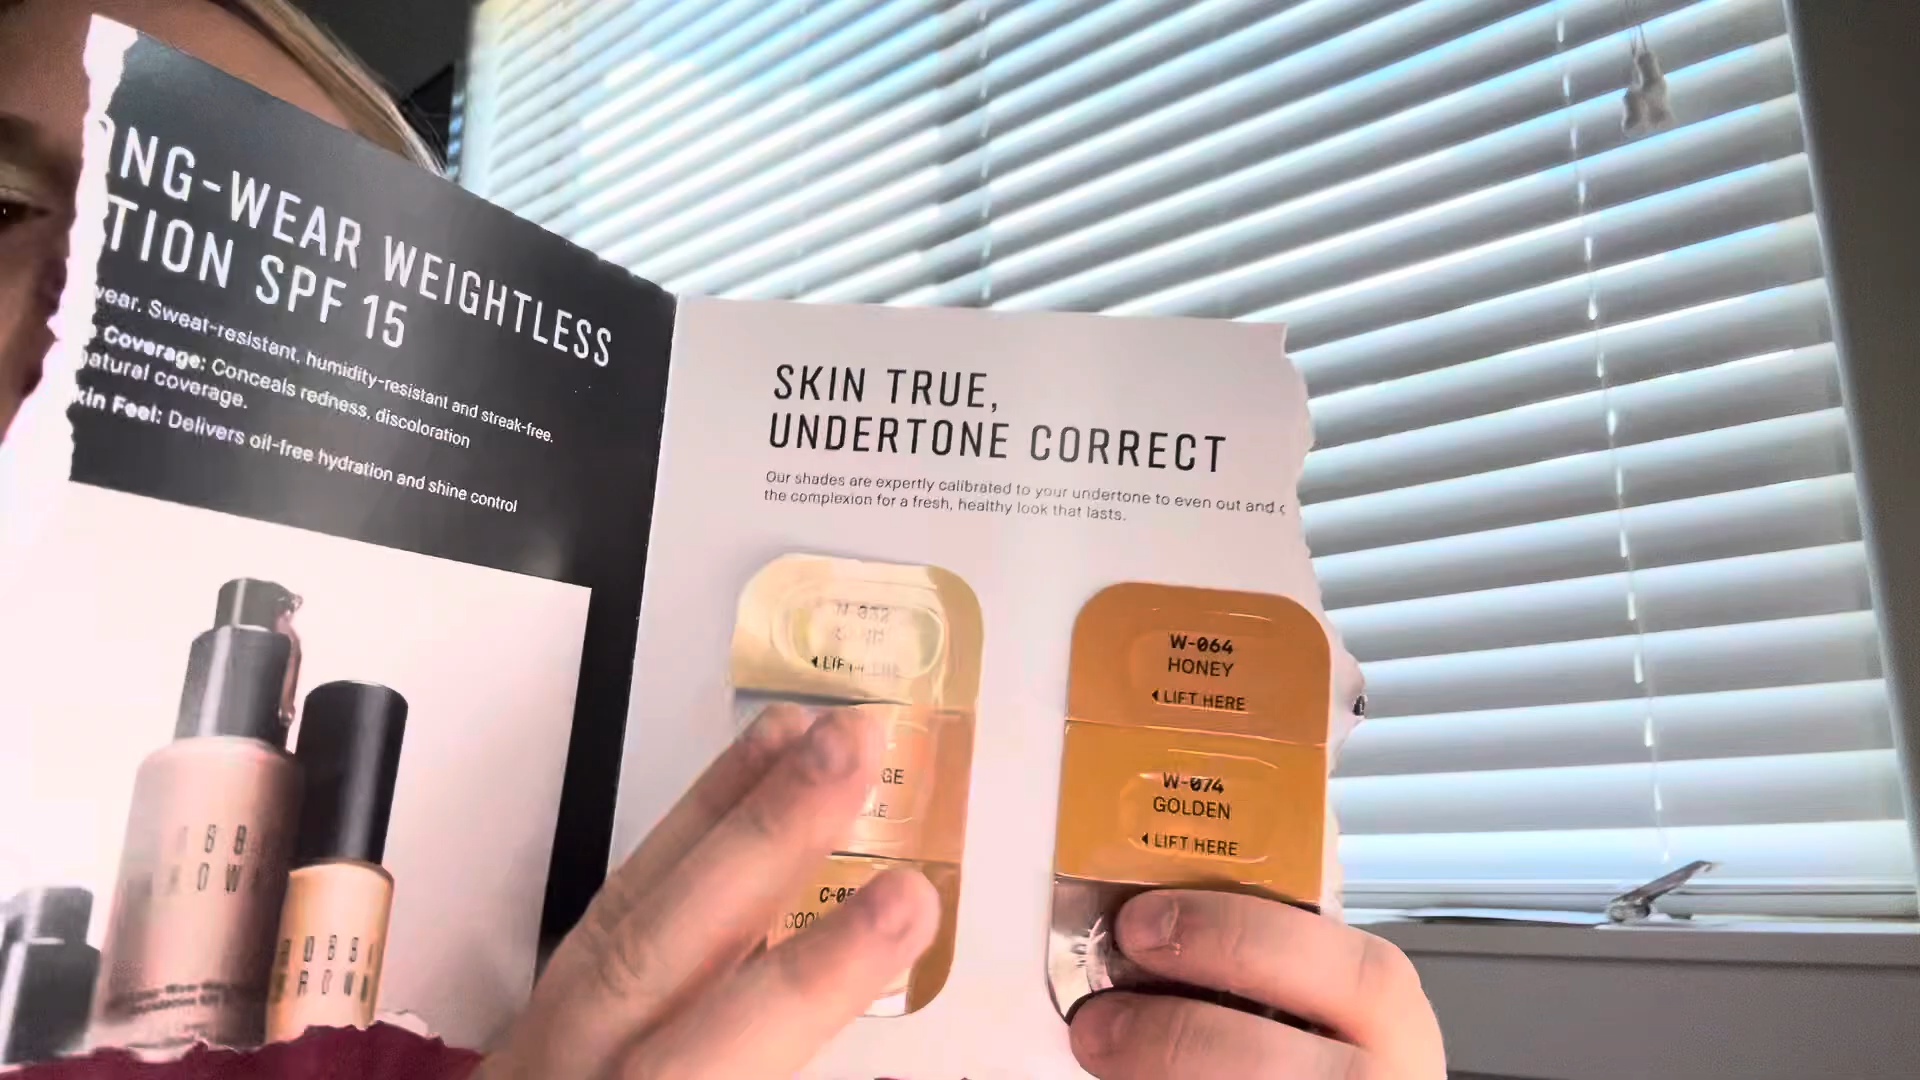 NG-WEAR WEIGHTLESS
TION SPF 15
wear. Sweat-resistant, humidity-resistant and streak-free.
Coverage: Conceals redness, discoloration
natural coverage.
kin Feel: Delivers oil-free hydration and shine control
SKIN TRUE,
UNDERTONE CORRECT
Our shades are expertly calibrated to your undertone to even out and
the complexion for a fresh, healthy look that lasts.
W-064
HONEY
LIFT HERE
W-074
GOLDEN
LIFT HERE
GE